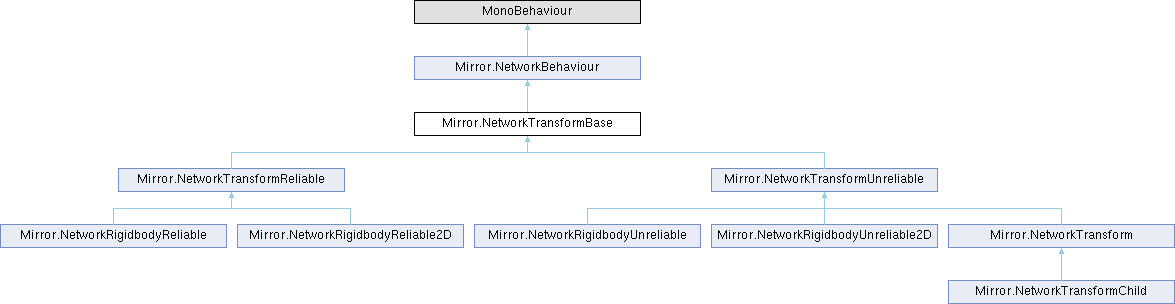 MonoBehaviour
Mirror.NetworkBehaviour
Mirror.NetworkTransformBase
Mirror.NetworkTransformReliable
Mirror.NetworkTransformUnreliable
Mirror.NetworkRigidbodyReliable
Mirror.NetworkRigidbodyReliable2D
Mirror.NetworkRigidbodyUnreliable
Mirror.NetworkRigidbodyUnreliable2D
Mirror.NetworkTransform
Mirror.NetworkTransformChild